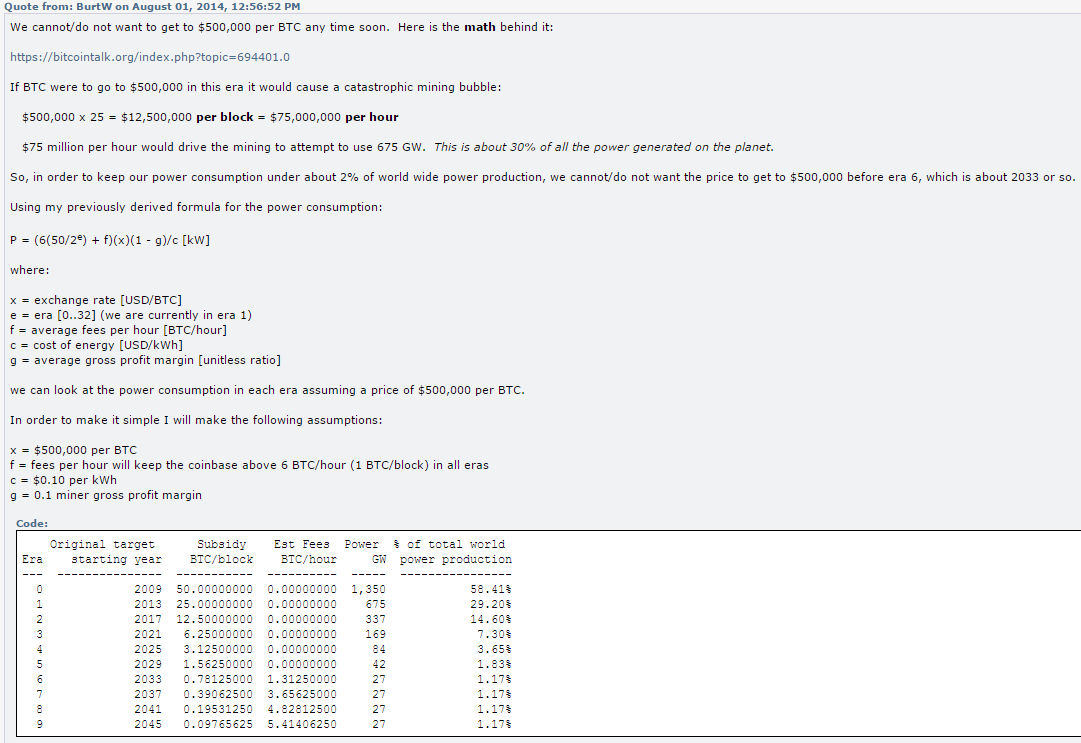 Quote from: BurtW on August 01, 2014, 12:56:52 PM
We cannot/do not want to get to $500,000 per BTC any time soon.  Here is the math behind it:
https://bitcointalk.org/index.php?topic=694401.0
If BTC were to go to $500,000 in this era it would cause a catastrophic mining bubble:
$500,000 x 25 = $12,500,000 per block = $75,000,000 per hour
$75 million per hour would drive the mining to attempt to use 675 GW.  This is about 30% of all the power generated on the planet.
So, in order to keep our power consumption under about 2% of world wide power production, we cannot/do not want the price to get to $500,000 before era 6, which is about 2033 or so.
Using my previously derived formula for the power consumption:
P = (6(50/2ᵉ) + f)(x)(1 - g)/c [kW]
where:
x = exchange rate [USD/BTC]
e = era [0..32] (we are currently in era 1)
f = average fees per hour [BTC/hour]
c = cost of energy [USD/kWh]
g = average gross profit margin [unitless ratio]
we can look at the power consumption in each era assuming a price of $500,000 per BTC.
In order to make it simple I will make the following assumptions:
x = $500,000 per BTC
f = fees per hour will keep the coinbase above 6 BTC/hour (1 BTC/block) in all eras
c = $0.10 per kWh
g = 0.1 miner gross profit margin
Code:
Original target     Subsidy   Est Fees  Power  % of total world
Era   starting year   BTC/block   BTC/hour     GW  power production
---  ---------------  -----------  ----------  -----  ----------------
0            2009  50.00000000  0.00000000  1,350            58.41%
1            2013  25.00000000  0.00000000    675            29.20%
2            2017  12.50000000  0.00000000    337            14.60%
3            2021   6.25000000  0.00000000    169             7.30%
4            2025   3.12500000  0.00000000     84             3.65%
5            2029   1.56250000  0.00000000     42             1.83%
6            2033   0.78125000  1.31250000     27             1.17%
7            2037   0.39062500  3.65625000     27             1.17%
8            2041   0.19531250  4.82812500     27             1.17%
9            2045   0.09765625  5.41406250     27             1.17%